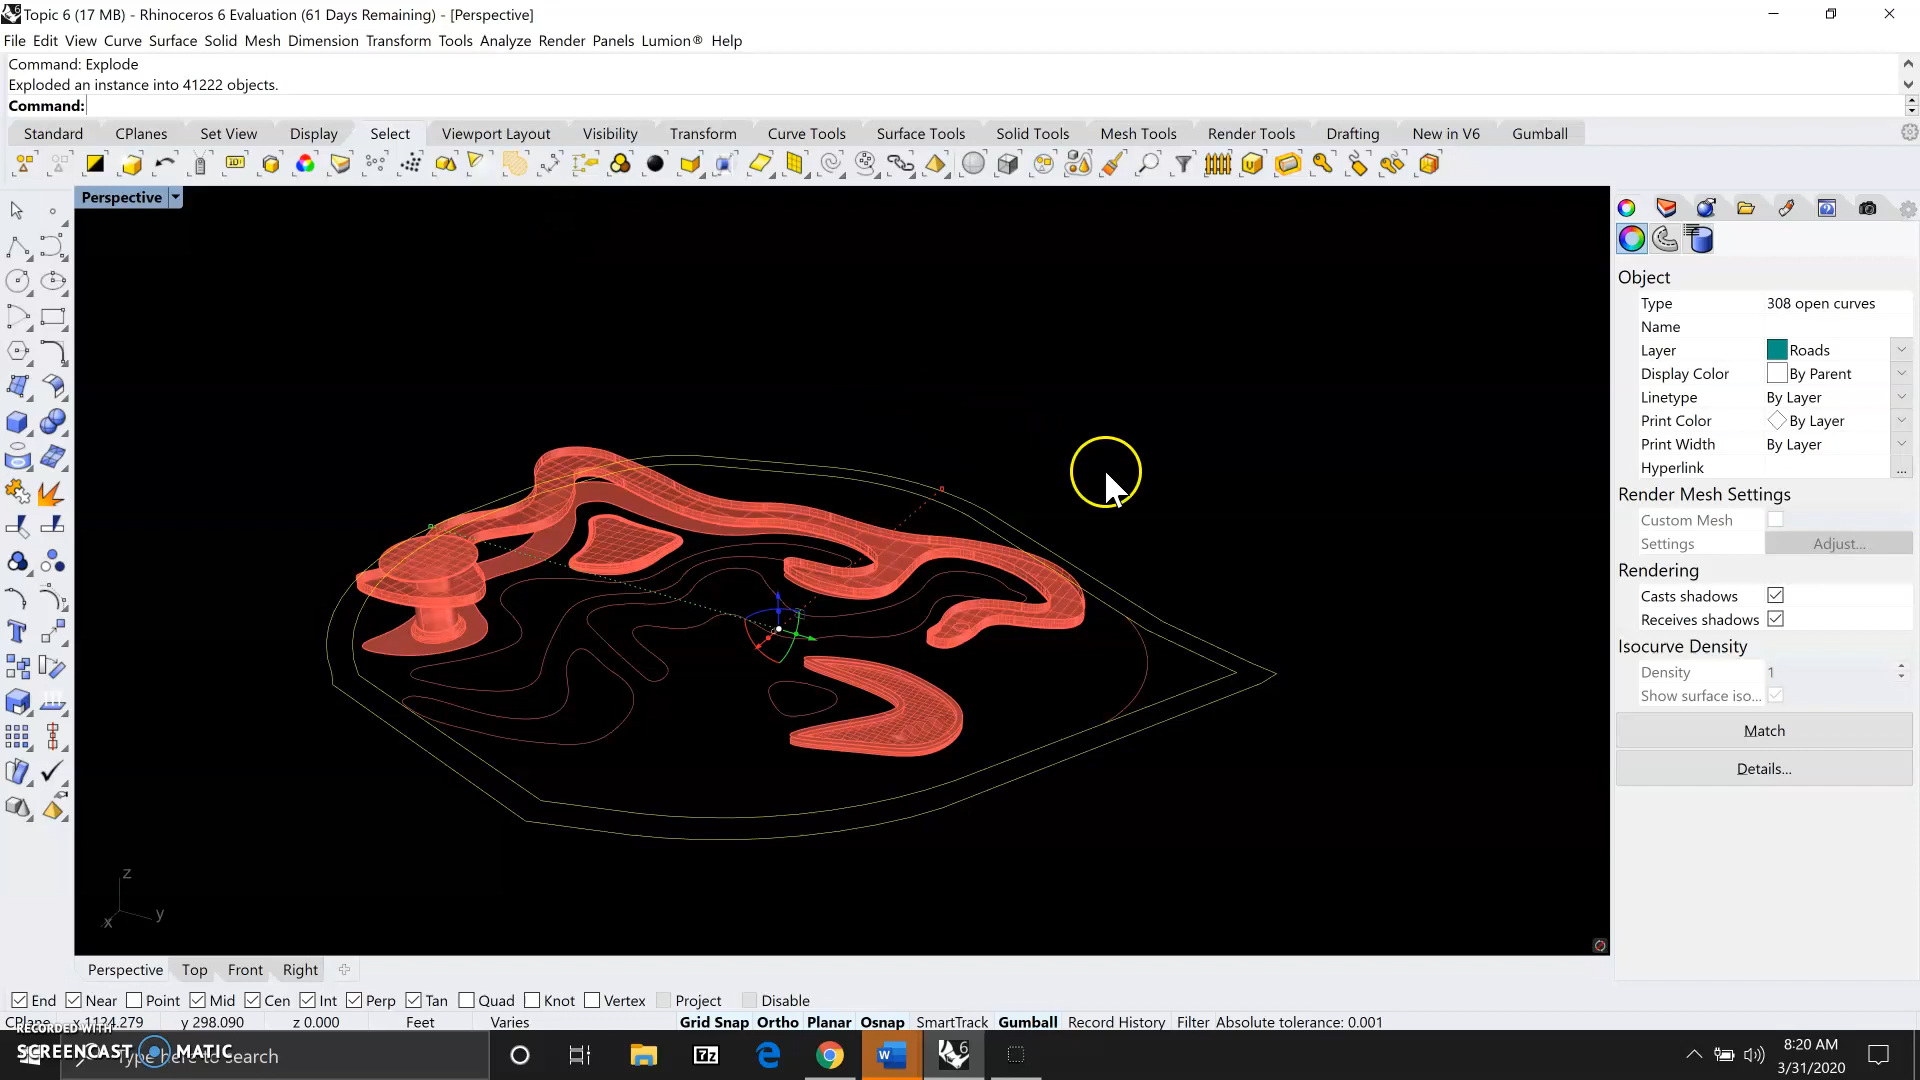 Topic 6 (17 MB) - Rhinoceros 6 Evaluation (61 Days Remaining) - [Perspective]
File Edit View Curve Surface Solid Mesh Dimension Transform Tools Analyze Render Panels Lumion® Help
Command: Explode
Exploded an instance into 41222 objects.
Command:
Standard CPlanes Set View Display Select Viewport Layout Visibility Transform Curve Tools Surface Tools Solid Tools Mesh Tools Render Tools Drafting New in V6 Gumball
Perspective
Object
Type 308 open curves
Name
Layer Roads
Display Color By Parent
Linetype By Layer
Print Color By Layer
Print Width By Layer
Hyperlink ...
Render Mesh Settings
Custom Mesh
Settings Adjust...
Rendering
Casts shadows
Receives shadows
Isocurve Density
Density 1
Show surface iso...
Match
Details...
z
y
x
Perspective Top Front Right
End Near Point Mid Cen Int Perp Tan Quad Knot Vertex Project Disable
CPlane x 1124.279 y 298.090 z 0.000 Feet Varies Grid Snap Ortho Planar Osnap SmartTrack Gumball Record History Filter Absolute tolerance: 0.001
RECORDED WITH
SCREENCAST MATIC
Type here to search
7z
W
6
8:20 AM
3/31/2020